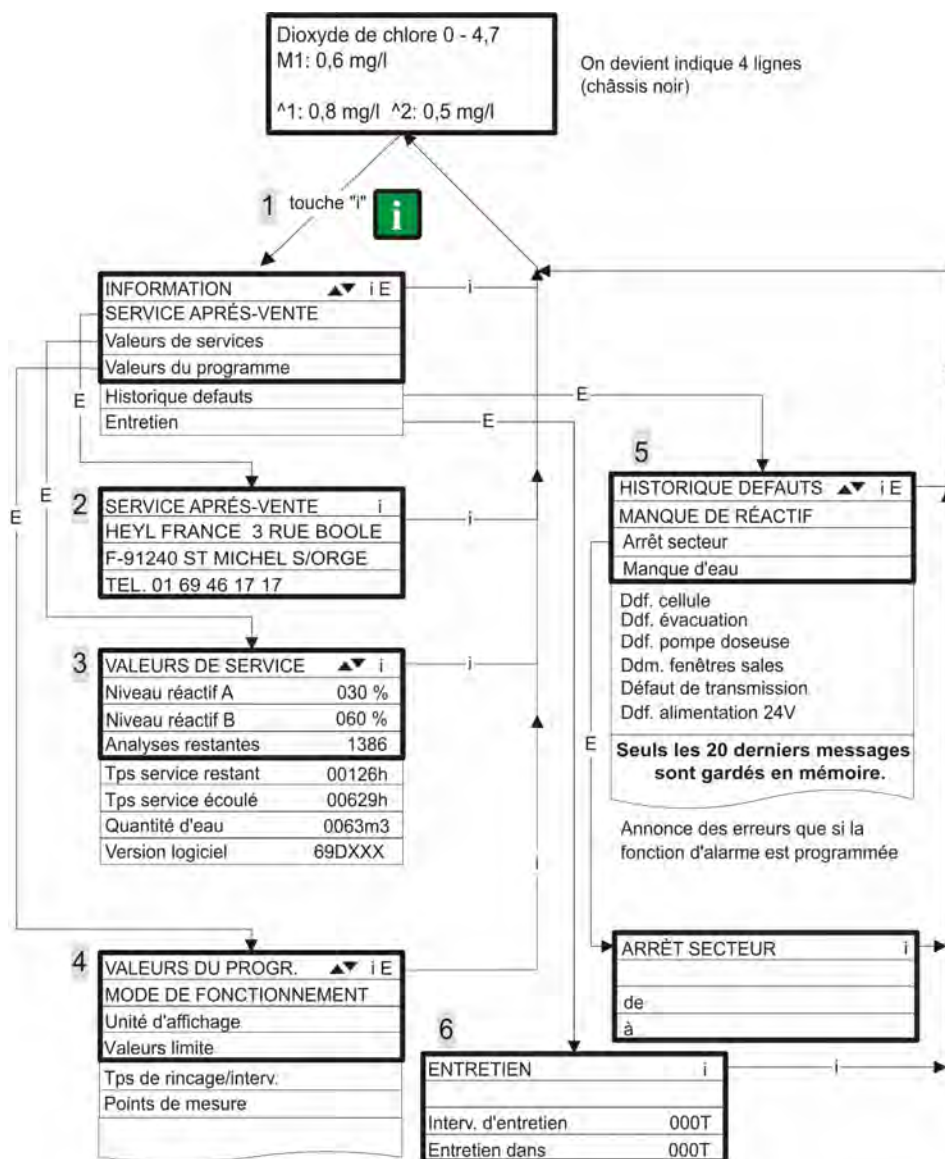 Dioxyde de chlore 0 - 4,7
M1: 0,6 mg/l
^1: 0,8 mg/l ^2: 0,5 mg/l
On devient indique 4 lignes
(châssis noir)
1 touche "i"
i
INFORMATION ▲▼ i E
SERVICE APRÉS-VENTE
Valeurs de services
Valeurs du programme
Historique defauts
Entretien
i
E
E
E
E
E
2
SERVICE APRÉS-VENTE i
HEYL FRANCE 3 RUE BOOLE
F-91240 ST MICHEL S/ORGE
TEL. 01 69 46 17 17
i
3
VALEURS DE SERVICE ▲▼ i
Niveau réactif A 030 %
Niveau réactif B 060 %
Analyses restantes 1386
Tps service restant 00126h
Tps service écoulé 00629h
Quantité d'eau 0063m3
Version logiciel 69DXXX
i
i
4
VALEURS DU PROGR. ▲▼ i E
MODE DE FONCTIONNEMENT
Unité d'affichage
Valeurs limite
Tps de rincage/interv.
Points de mesure
5
HISTORIQUE DEFAUTS ▲▼ i E
MANQUE DE RÉACTIF
Arrêt secteur
Manque d'eau
Ddf. cellule
Ddf. évacuation
Ddf. pompe doseuse
Ddm. fenêtres sales
Défaut de transmission
Ddf. alimentation 24V
Seuls les 20 derniers messages
sont gardés en mémoire.
E
Annonce des erreurs que si la
fonction d'alarme est programmée
ARRÈT SECTEUR i
de
à
6
ENTRETIEN i
Interv. d'entretien 000T
Entretien dans 000T
i